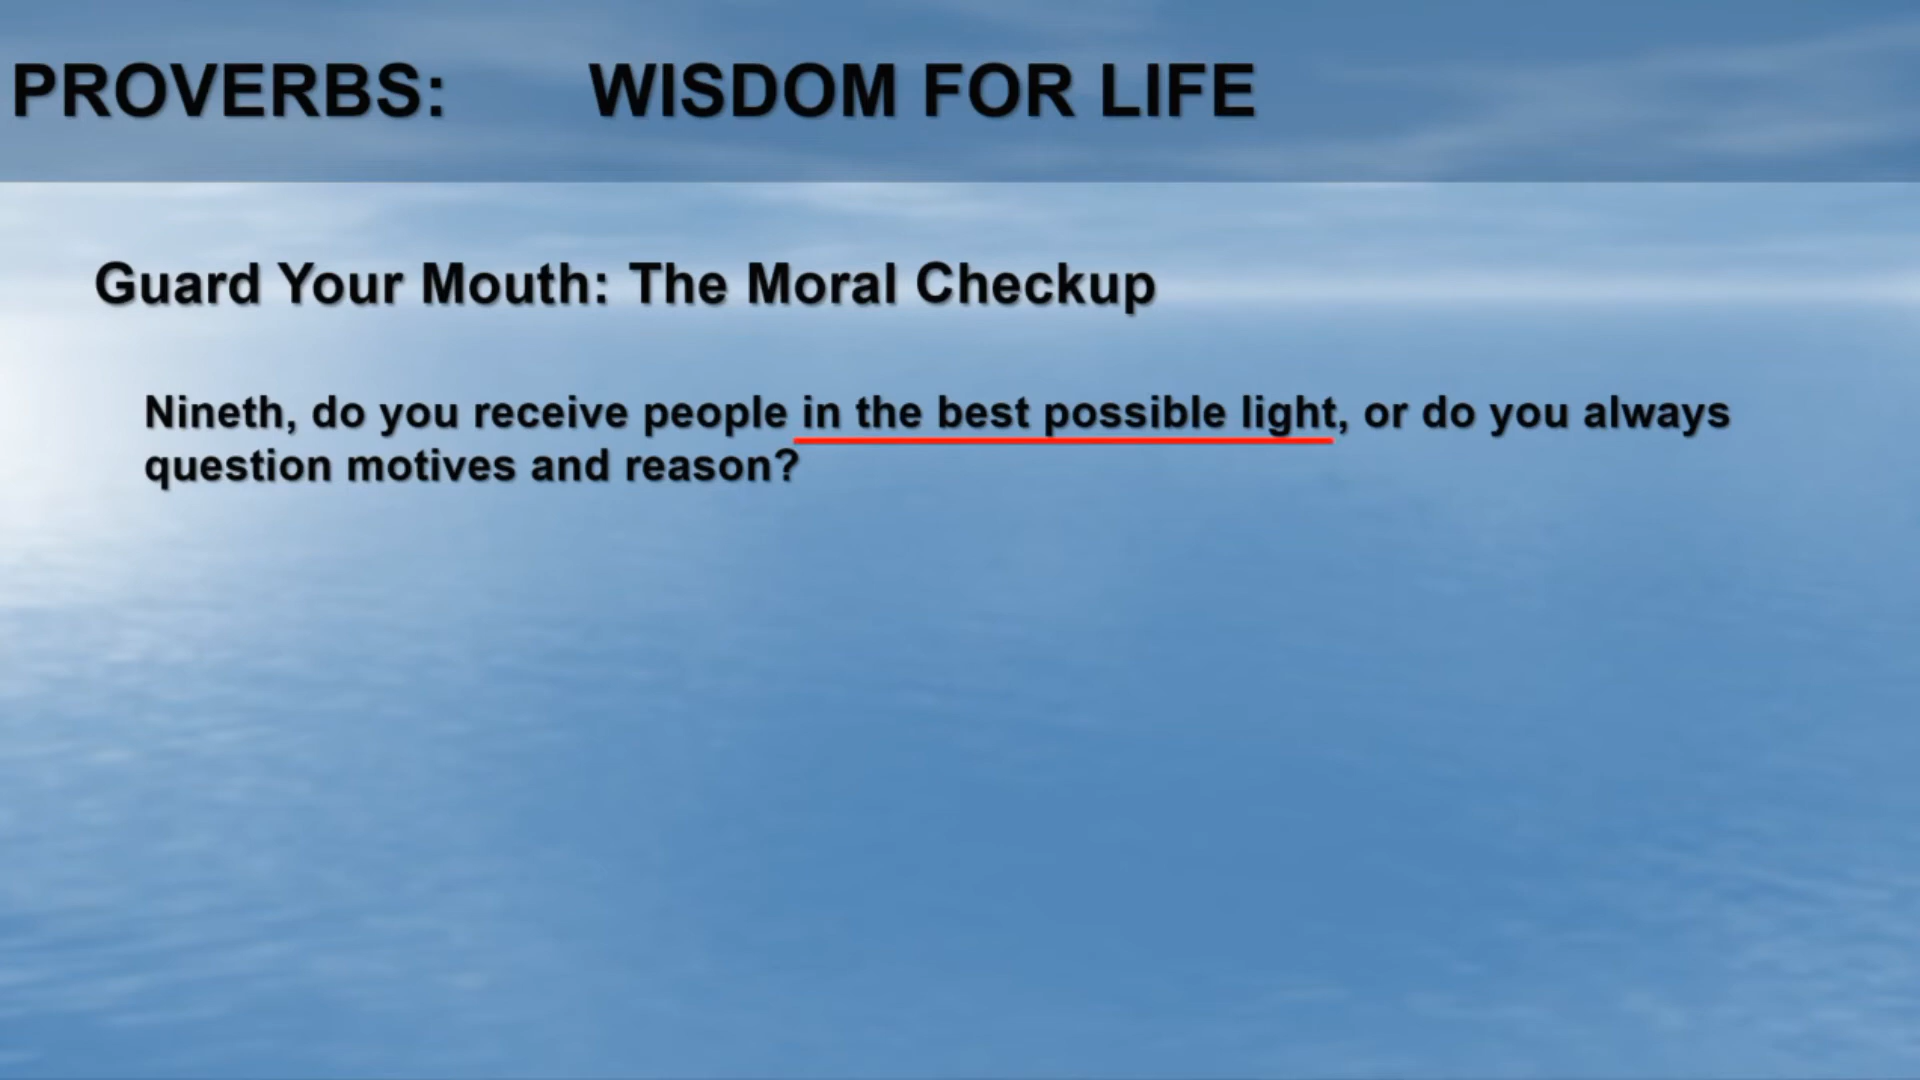 PROVERBS: WISDOM FOR LIFE
Guard Your Mouth: The Moral Checkup
Nineth, do you receive people in the best possible light, or do you always
question motives and reason?